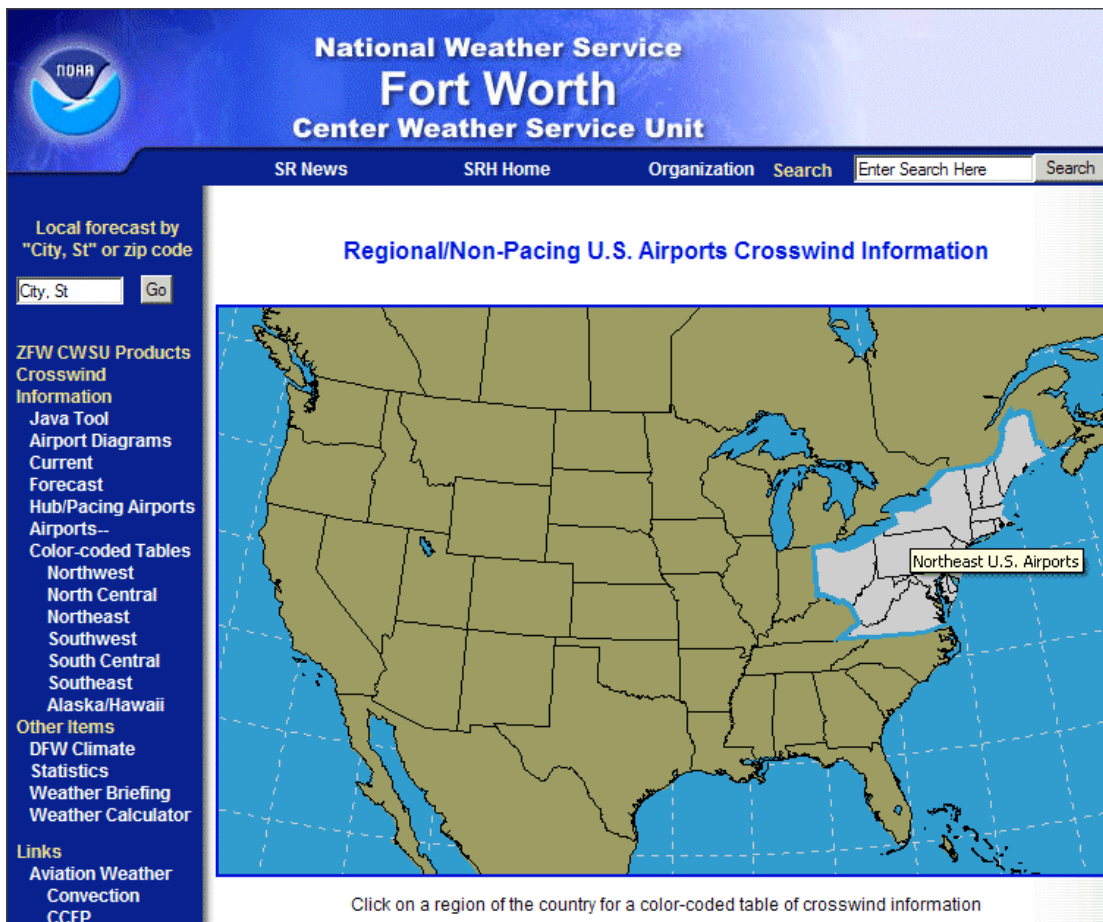 NOAA
National Weather Service
Fort Worth
Center Weather Service Unit
SR News SRH Home Organization Search Enter Search Here Search
Local forecast by
"City, St" or zip code
City, St Go
ZFW CWSU Products
Crosswind
Information
Java Tool
Airport Diagrams
Current
Forecast
Hub/Pacing Airports
Airports--
Color-coded Tables
Northwest
North Central
Northeast
Southwest
South Central
Southeast
Alaska/Hawaii
Other Items
DFW Climate
Statistics
Weather Briefing
Weather Calculator
Links
Aviation Weather
Convection
CCFP
Regional/Non-Pacing U.S. Airports Crosswind Information
Northeast U.S. Airports
Click on a region of the country for a color-coded table of crosswind information